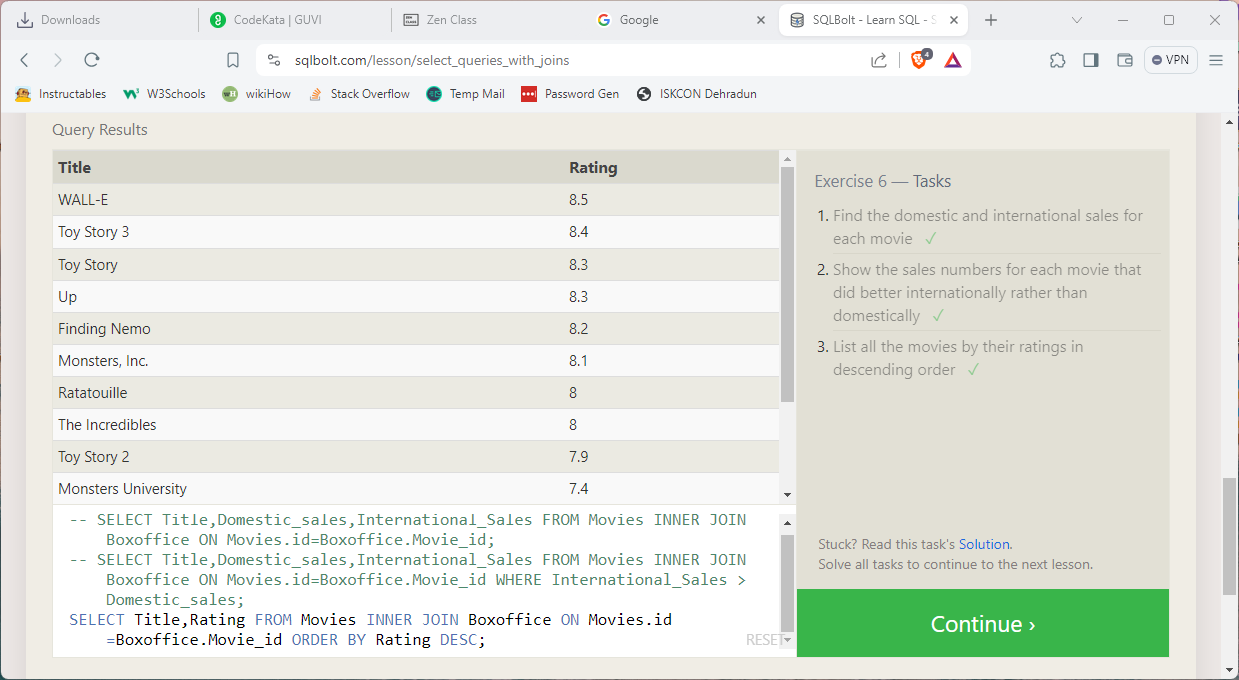 Downloads
CodeKata | GUVI
Zen Class
Google
SQLBolt - Learn SQL - S
sqlbolt.com/lesson/select_queries_with_joins
4
VPN
Instructables
W3Schools
wikiHow
Stack Overflow
Temp Mail
Password Gen
ISKCON Dehradun
Query Results
Title Rating
WALL-E 8.5
Toy Story 3 8.4
Toy Story 8.3
Up 8.3
Finding Nemo 8.2
Monsters, Inc. 8.1
Ratatouille 8
The Incredibles 8
Toy Story 2 7.9
Monsters University 7.4
-- SELECT Title,Domestic_sales,International_Sales FROM Movies INNER JOIN
Boxoffice ON Movies.id=Boxoffice.Movie_id;
-- SELECT Title,Domestic_sales,International_Sales FROM Movies INNER JOIN
Boxoffice ON Movies.id=Boxoffice.Movie_id WHERE International_Sales >
Domestic_sales;
SELECT Title,Rating FROM Movies INNER JOIN Boxoffice ON Movies.id
=Boxoffice.Movie_id ORDER BY Rating DESC;
RESET
Exercise 6 — Tasks
1. Find the domestic and international sales for
each movie ✓
2. Show the sales numbers for each movie that
did better internationally rather than
domestically ✓
3. List all the movies by their ratings in
descending order ✓
Stuck? Read this task's Solution.
Solve all tasks to continue to the next lesson.
Continue ›